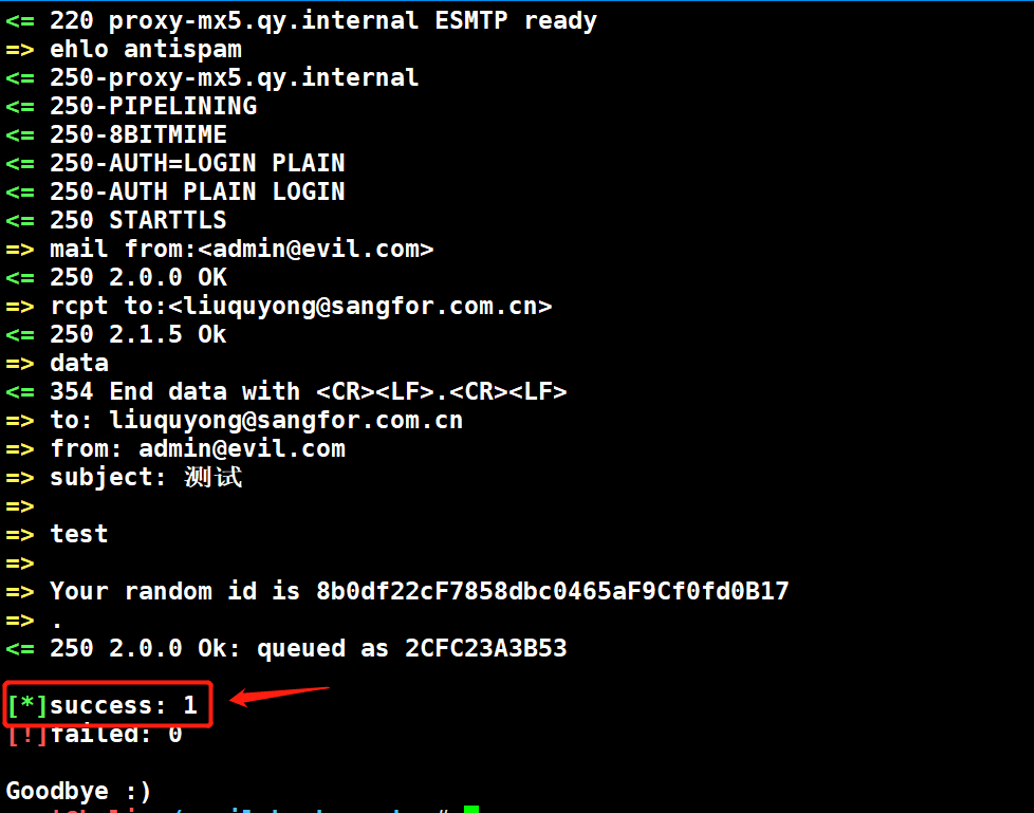 <= 220 proxy-mx5.qy.internal ESMTP ready
=> ehlo antispam
<= 250-proxy-mx5.qy.internal
<= 250-PIPELINING
<= 250-8BITMIME
<= 250-AUTH=LOGIN PLAIN
<= 250-AUTH PLAIN LOGIN
<= 250 STARTTLS
=> mail from:<admin@evil.com>
<= 250 2.0.0 OK
=> rcpt to:<liuquyong@sangfor.com.cn>
<= 250 2.1.5 Ok
=> data
<= 354 End data with <CR><LF>.<CR><LF>
=> to: liuquyong@sangfor.com.cn
=> from: admin@evil.com
=> subject: 测试
=>
=> test
=>
=> Your random id is 8b0df22cF7858dbc0465aF9Cf0fd0B17
=> .
<= 250 2.0.0 Ok: queued as 2CFC23A3B53
[*]success: 1
[!]failed: 0
Goodbye :)